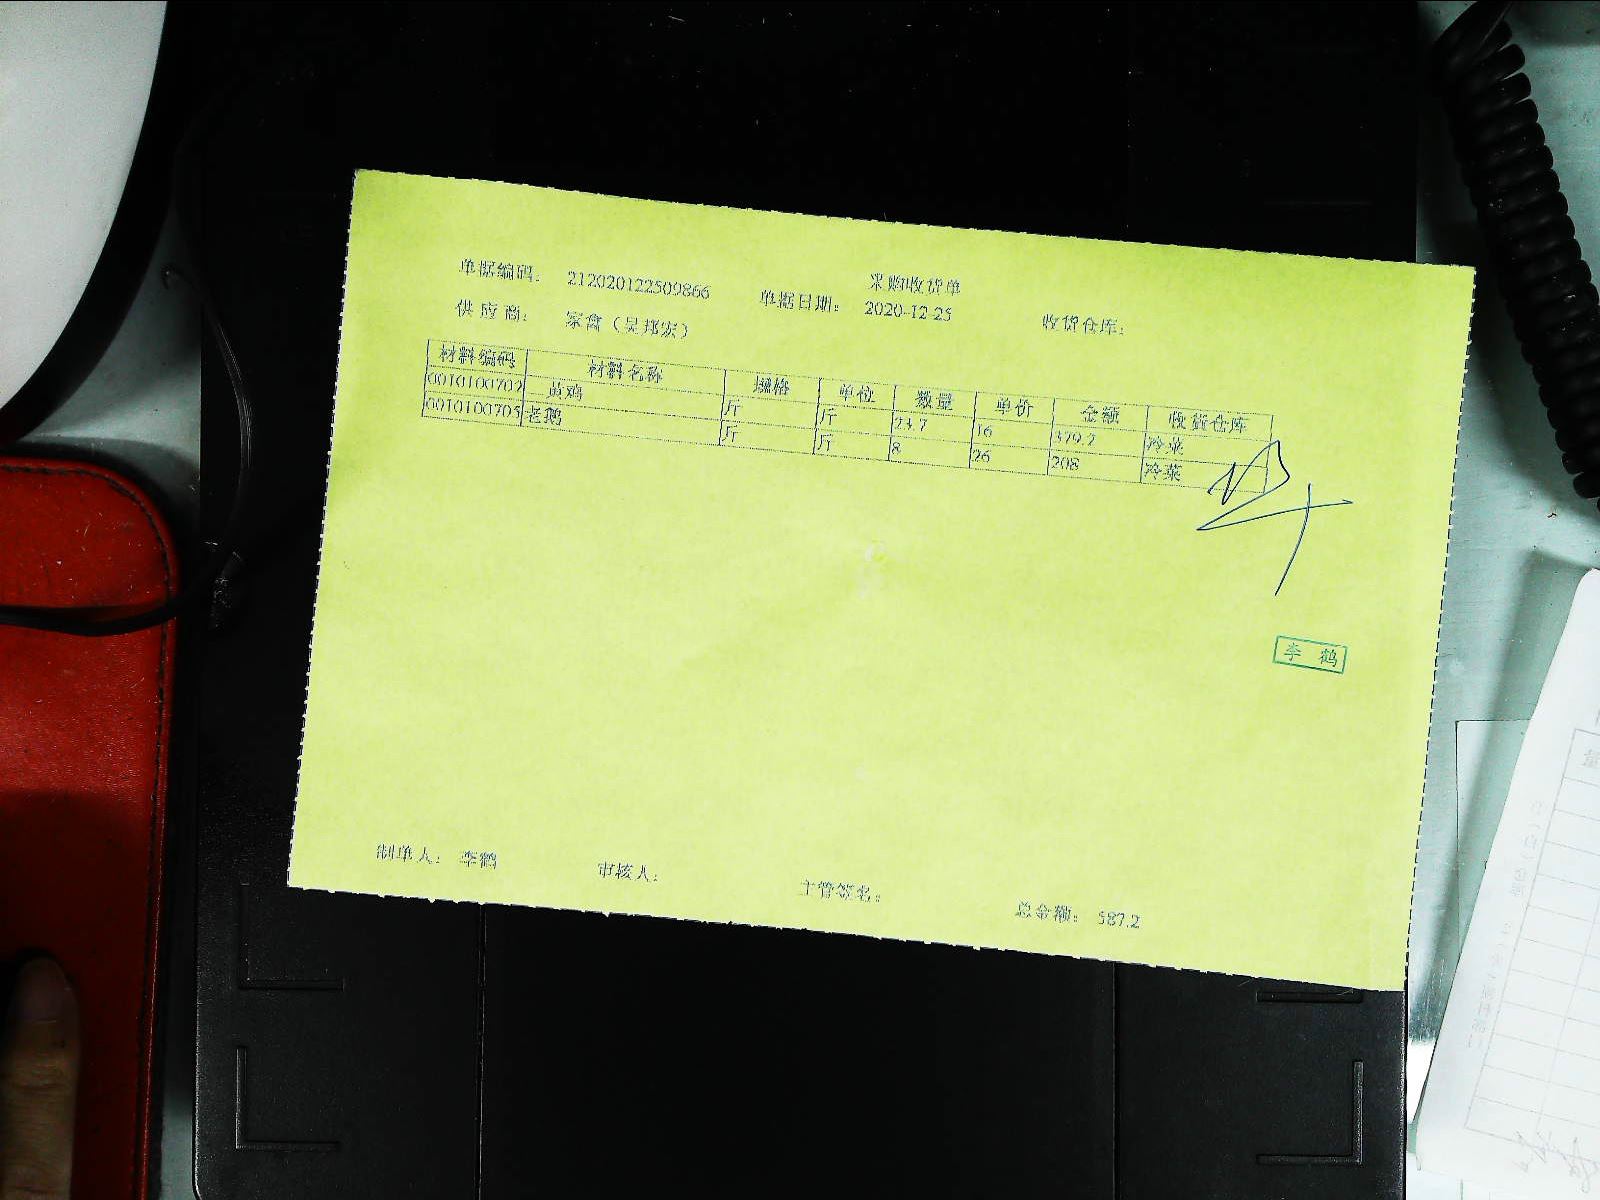 采购收货单
单据编码： 212020122509866 单据日期： 2020-12-25 收货仓库：
供应商： 家禽（吴邦宏）
材料编码 材料名称 规格 单位 数量 单价 金额 收货仓库
0010100702 黄鸡 斤 斤 23.7 16 379.2 冷菜
0010100705 老鹅 斤 斤 8 26 208 冷菜
李 鹤
制单人： 李鹤 审核人： 主管签名： 总金额： 587.2